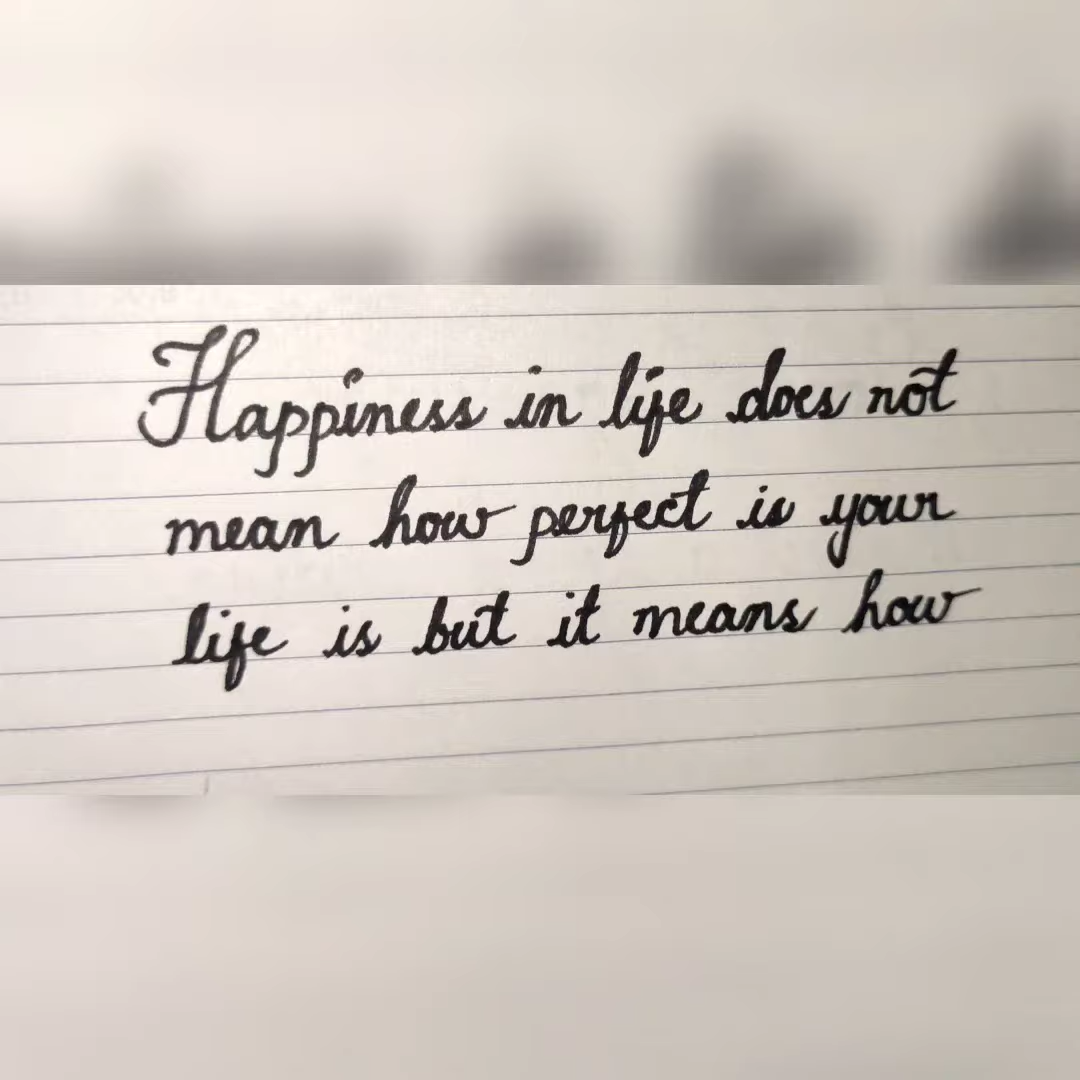 Happiness in life does not
mean how perfect is your
life is but it means how